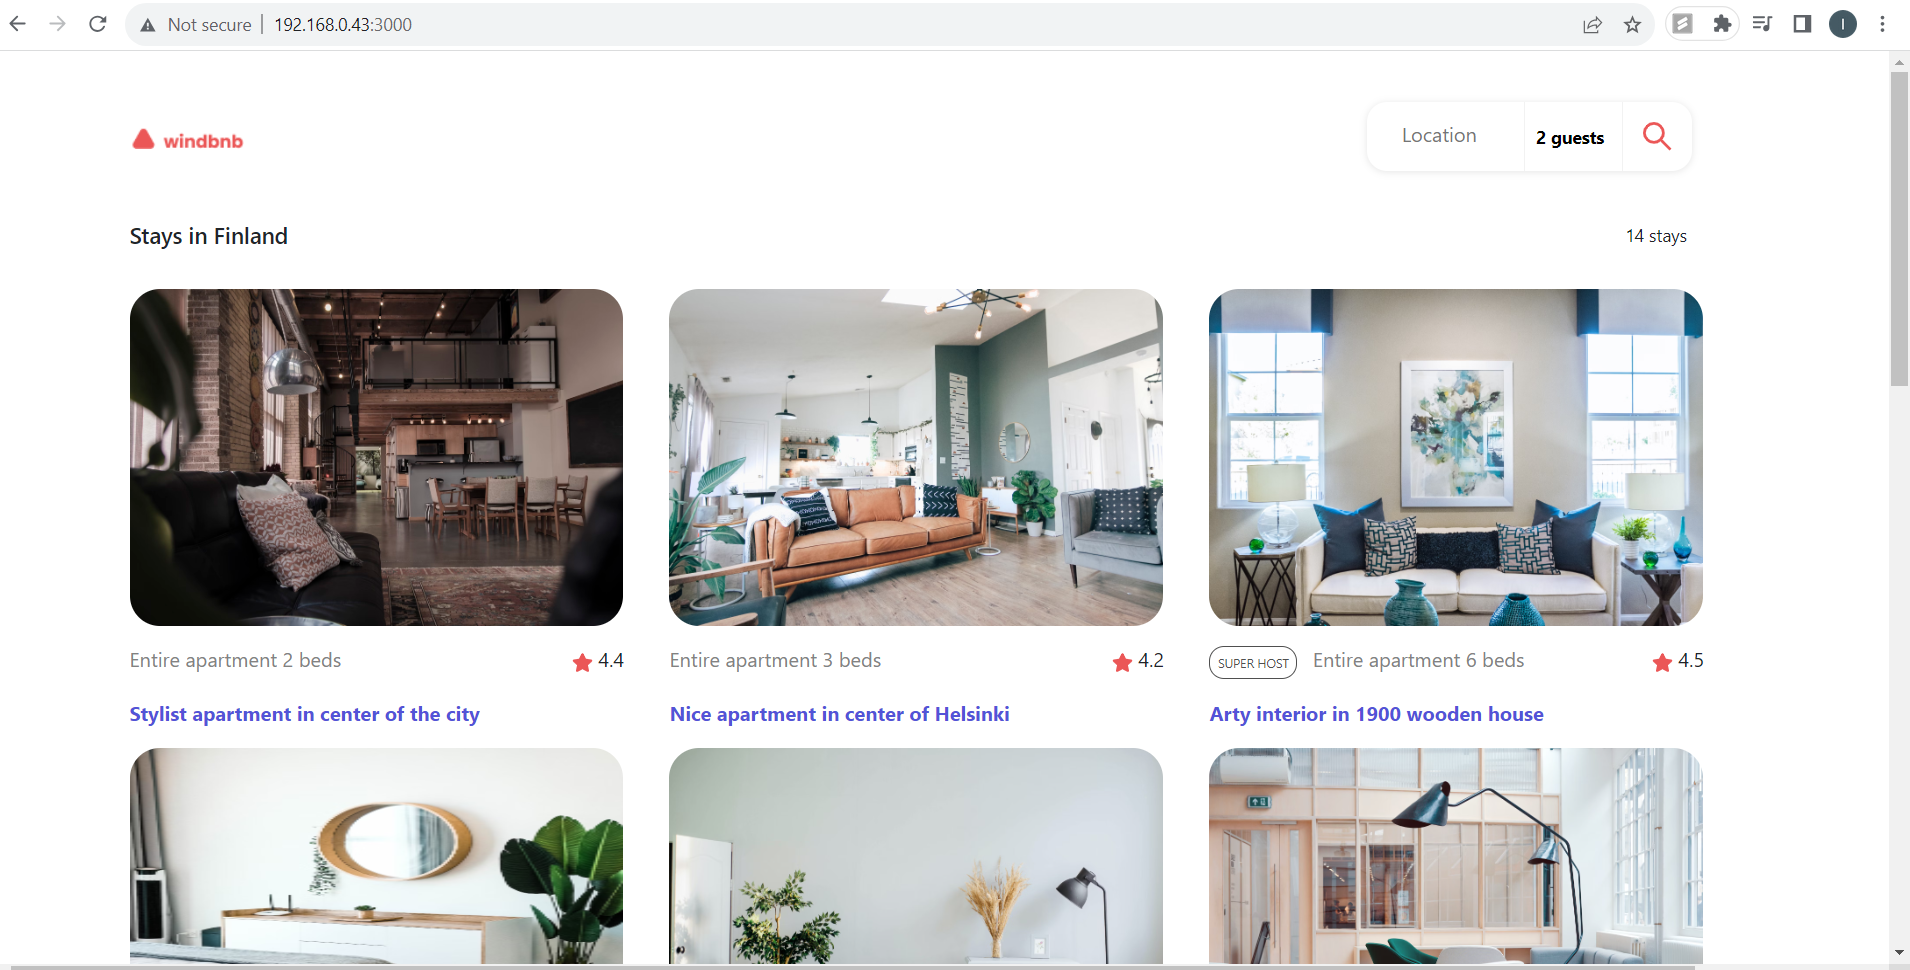 Not secure | 192.168.0.43:3000
I
windbnb
Location 2 guests
Stays in Finland
14 stays
Entire apartment 2 beds 4.4
Stylist apartment in center of the city
Entire apartment 3 beds 4.2
Nice apartment in center of Helsinki
SUPER HOST Entire apartment 6 beds 4.5
Arty interior in 1900 wooden house